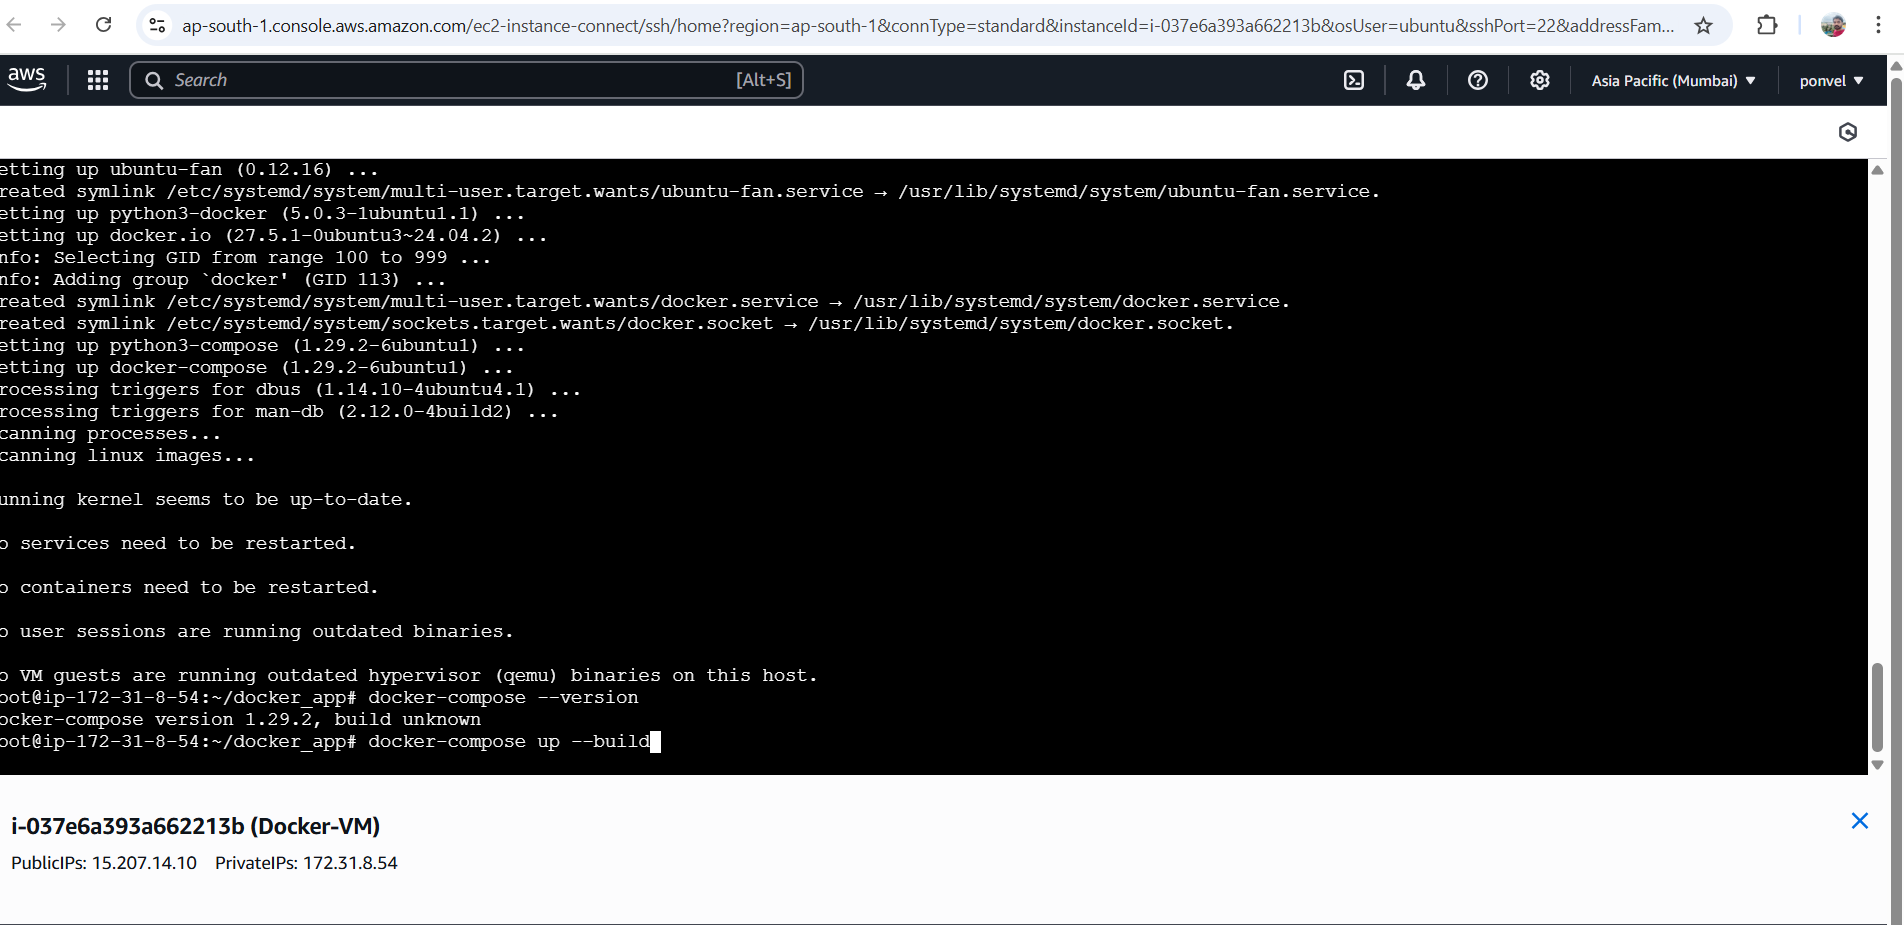 ap-south-1.console.aws.amazon.com/ec2-instance-connect/ssh/home?region=ap-south-1&connType=standard&instanceId=i-037e6a393a662213b&osUser=ubuntu&sshPort=22&addressFam...
aws Search [Alt+S] Asia Pacific (Mumbai) ponvel
etting up ubuntu-fan (0.12.16) ...
reated symlink /etc/systemd/system/multi-user.target.wants/ubuntu-fan.service → /usr/lib/systemd/system/ubuntu-fan.service.
etting up python3-docker (5.0.3-1ubuntu1.1) ...
etting up docker.io (27.5.1-0ubuntu3~24.04.2) ...
nfo: Selecting GID from range 100 to 999 ...
nfo: Adding group `docker' (GID 113) ...
reated symlink /etc/systemd/system/multi-user.target.wants/docker.service → /usr/lib/systemd/system/docker.service.
reated symlink /etc/systemd/system/sockets.target.wants/docker.socket → /usr/lib/systemd/system/docker.socket.
etting up python3-compose (1.29.2-6ubuntu1) ...
etting up docker-compose (1.29.2-6ubuntu1) ...
rocessing triggers for dbus (1.14.10-4ubuntu4.1) ...
rocessing triggers for man-db (2.12.0-4build2) ...
canning processes...
canning linux images...
unning kernel seems to be up-to-date.
o services need to be restarted.
o containers need to be restarted.
o user sessions are running outdated binaries.
o VM guests are running outdated hypervisor (qemu) binaries on this host.
oot@ip-172-31-8-54:~/docker_app# docker-compose --version
ocker-compose version 1.29.2, build unknown
oot@ip-172-31-8-54:~/docker_app# docker-compose up --build
i-037e6a393a662213b (Docker-VM)
PublicIPs: 15.207.14.10 PrivateIPs: 172.31.8.54